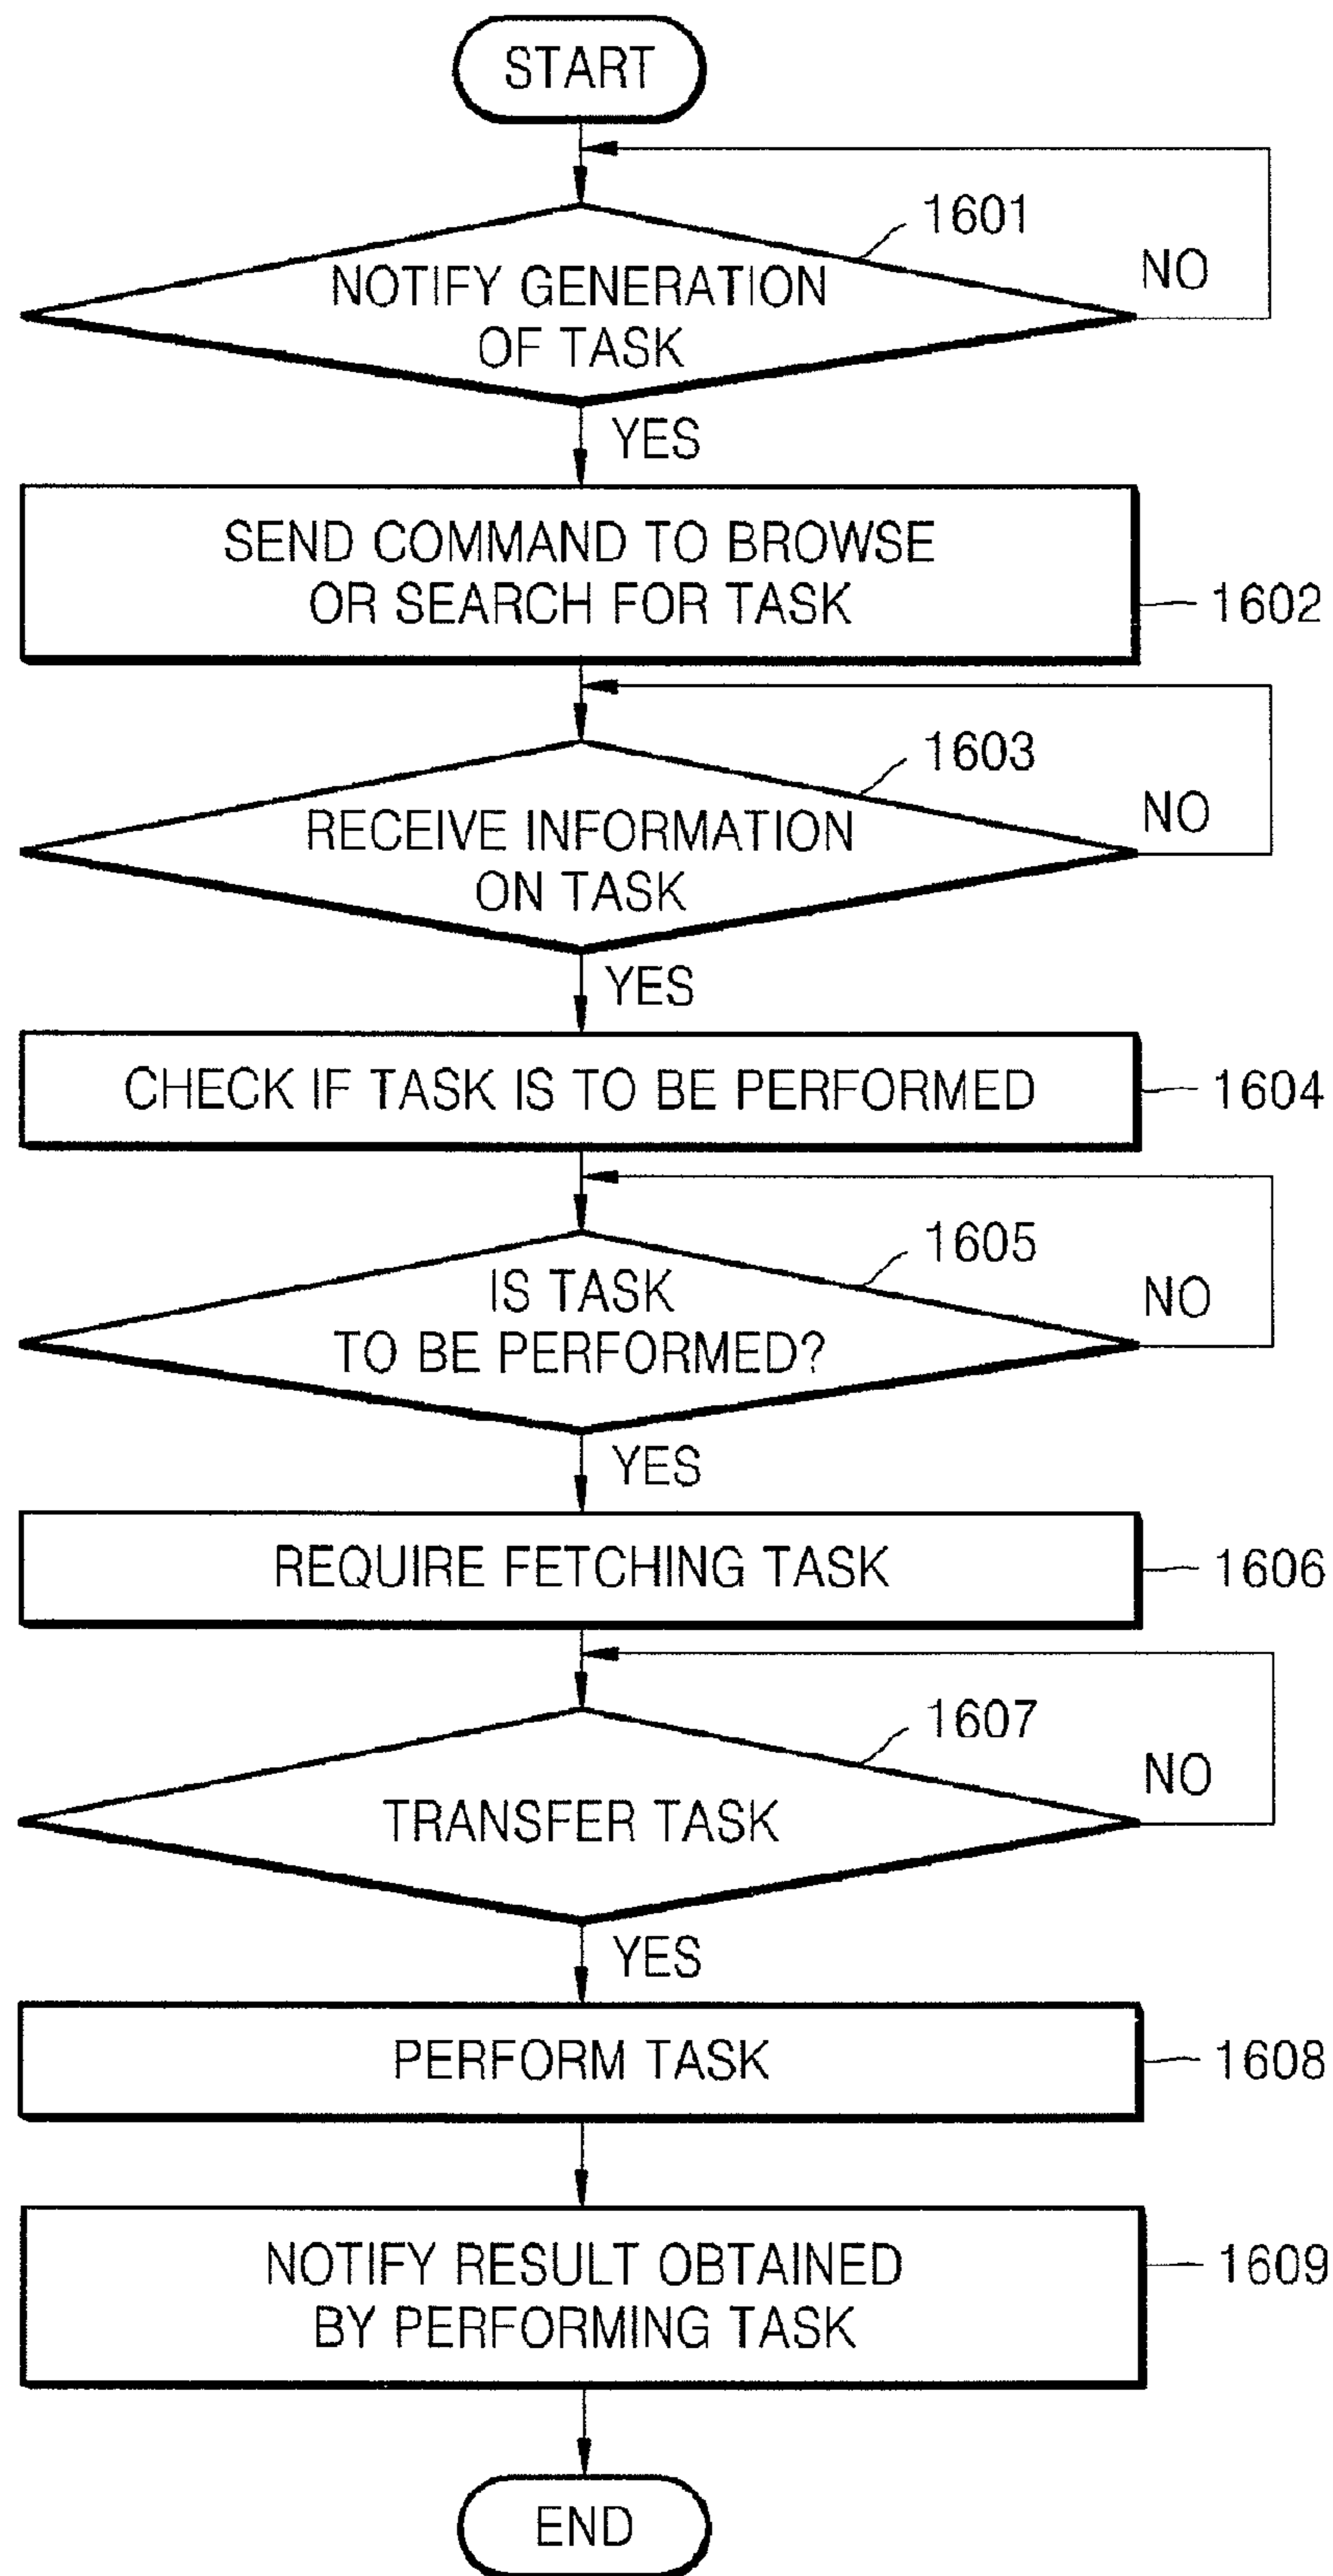 START
1601
NOTIFY GENERATION
OF TASK
NO
YES
SEND COMMAND TO BROWSE
OR SEARCH FOR TASK
1602
1603
RECEIVE INFORMATION
ON TASK
NO
YES
CHECK IF TASK IS TO BE PERFORMED
1604
1605
IS TASK
TO BE PERFORMED?
NO
YES
REQUIRE FETCHING TASK
1606
1607
TRANSFER TASK
NO
YES
PERFORM TASK
1608
NOTIFY RESULT OBTAINED
BY PERFORMING TASK
1609
END